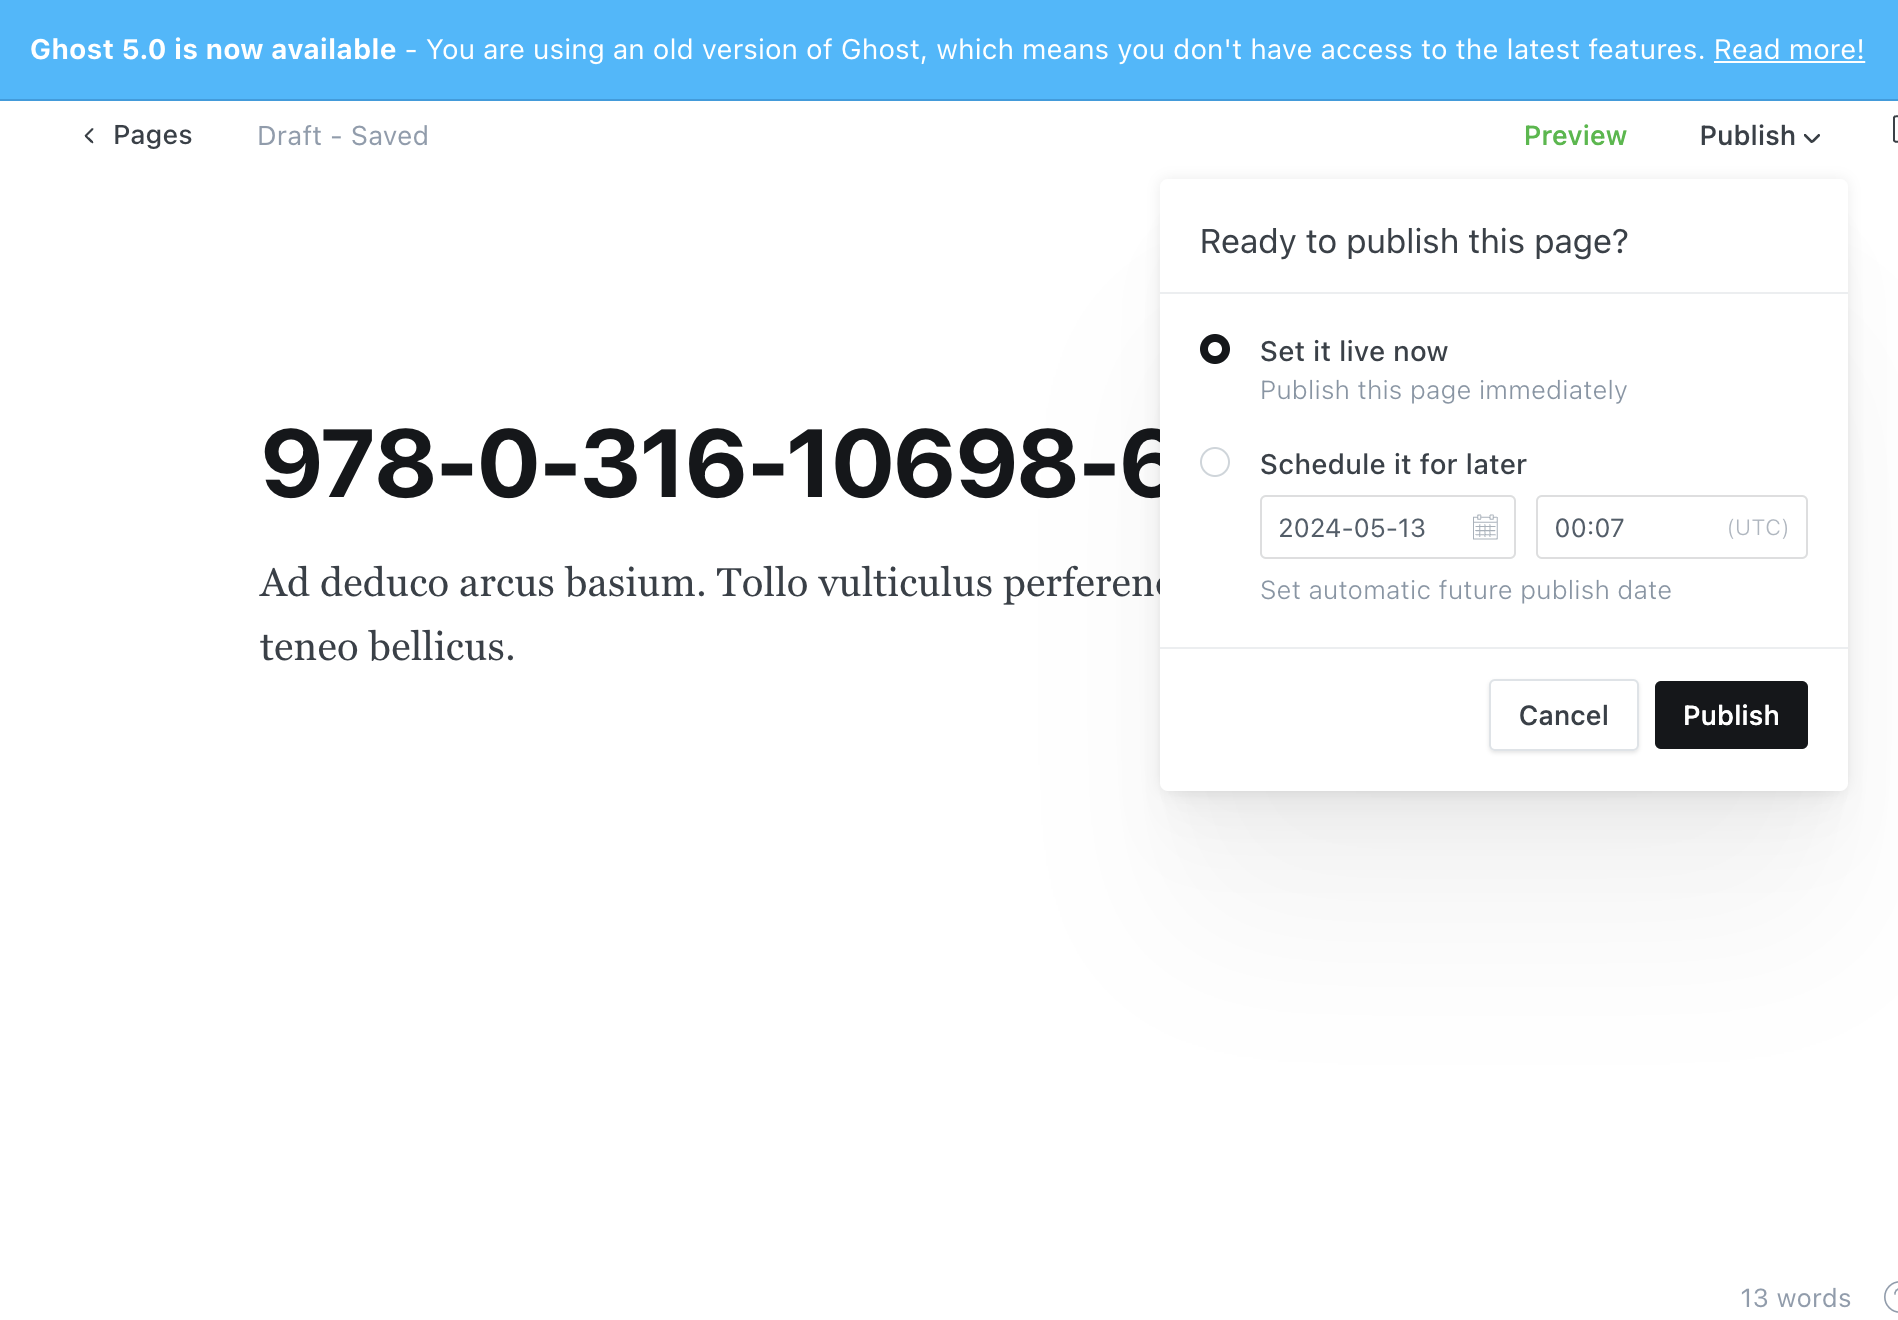 Ghost 5.0 is now available - You are using an old version of Ghost, which means you don't have access to the latest features. Read more!
Pages
Draft - Saved
Preview
Publish
Ready to publish this page?
Set it live now
Publish this page immediately
Schedule it for later
2024-05-13
00:07
(UTC)
Set automatic future publish date
Cancel
Publish
978-0-316-10698-6
Ad deduco arcus basium. Tollo vulticulus
teneo bellicus.
13 words